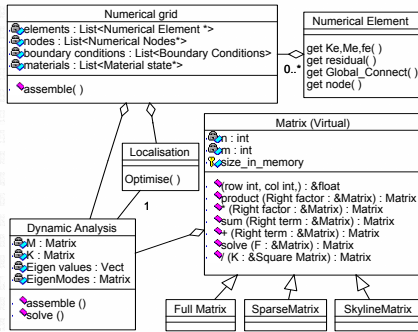 Numerical grid
elements : List<Numerical Element *>
nodes : List<Numerical Nodes*>
boundary conditions : List<Boundary Conditions>
materials : List<Material state*>
assemble( )
Numerical Element
get Ke,Me,fe( )
get residual( )
get Global_Connect( )
get node( )
0..*
Localisation
Optimise( )
1
Matrix (Virtual)
n : int
m : int
size_in_memory
(row int, col int,) : &float
product (Right factor : &Matrix) : Matrix
* (Right factor : &Matrix) : Matrix
sum (Right term : &Matrix) : Matrix
+ (Right term : &Matrix) : Matrix
solve (F : &Matrix) : Matrix
/ (K : &Square Matrix) : Matrix
Dynamic Analysis
M : Matrix
K : Matrix
Eigen values : Vect
EigenModes : Matrix
assemble ()
solve ()
Full Matrix
SparseMatrix
SkylineMatrix